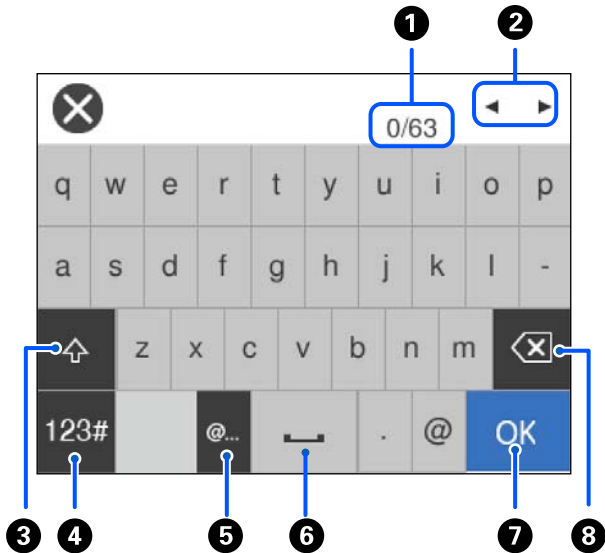 1 2
◀ ▶
0/63
q w e r t y u i o p
a s d f g h j k l -
z x c v b n m
123# @... . @ OK
3 4 5 6 7 8